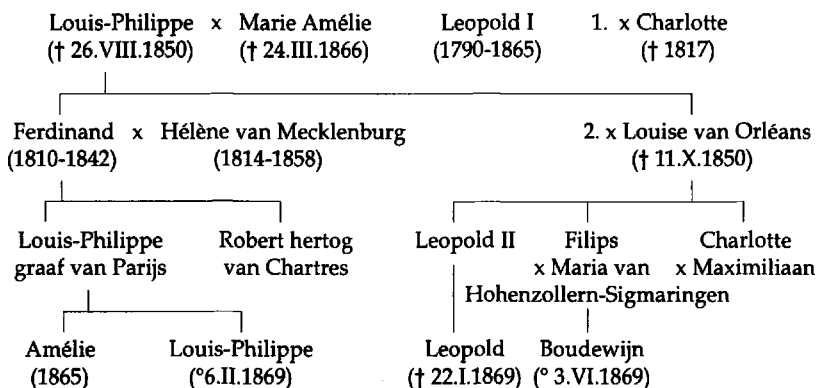 Louis-Philippe x Marie Amélie Leopold I 1. x Charlotte
(† 26.VIII.1850) († 24.III.1866) (1790-1865) († 1817)
Ferdinand x Hélène van Mecklenburg 2. x Louise van Orléans
(1810-1842) (1814-1858) († 11.X.1850)
Louis-Philippe Robert hertog Leopold II Filips Charlotte
graaf van Parijs van Chartres x Maria van x Maximiliaan
Hohenzollern-Sigmaringen
Amélie Louis-Philippe Leopold Boudewijn
(1865) (°6.II.1869) († 22.I.1869) (° 3.VI.1869)